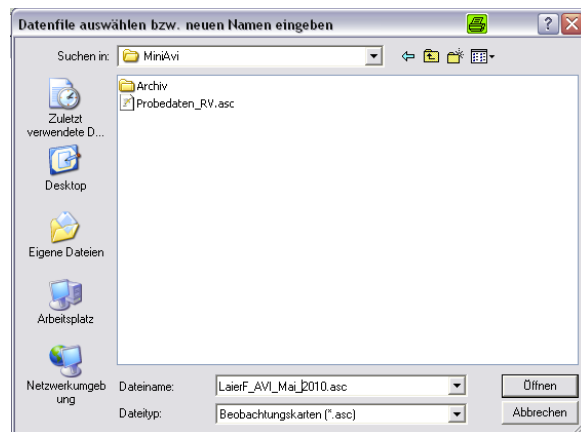 Datenfile auswählen bzw. neuen Namen eingeben
Suchen in:
MiniAvi
Archiv
Probedaten_RV.asc
Zuletzt
verwendete D...
Desktop
Eigene Dateien
Arbeitsplatz
Netzwerkumgeb
ung
Dateiname:
LaierF_AVI_Mai_2010.asc
Öffnen
Dateityp:
Beobachtungskarten (*.asc)
Abbrechen